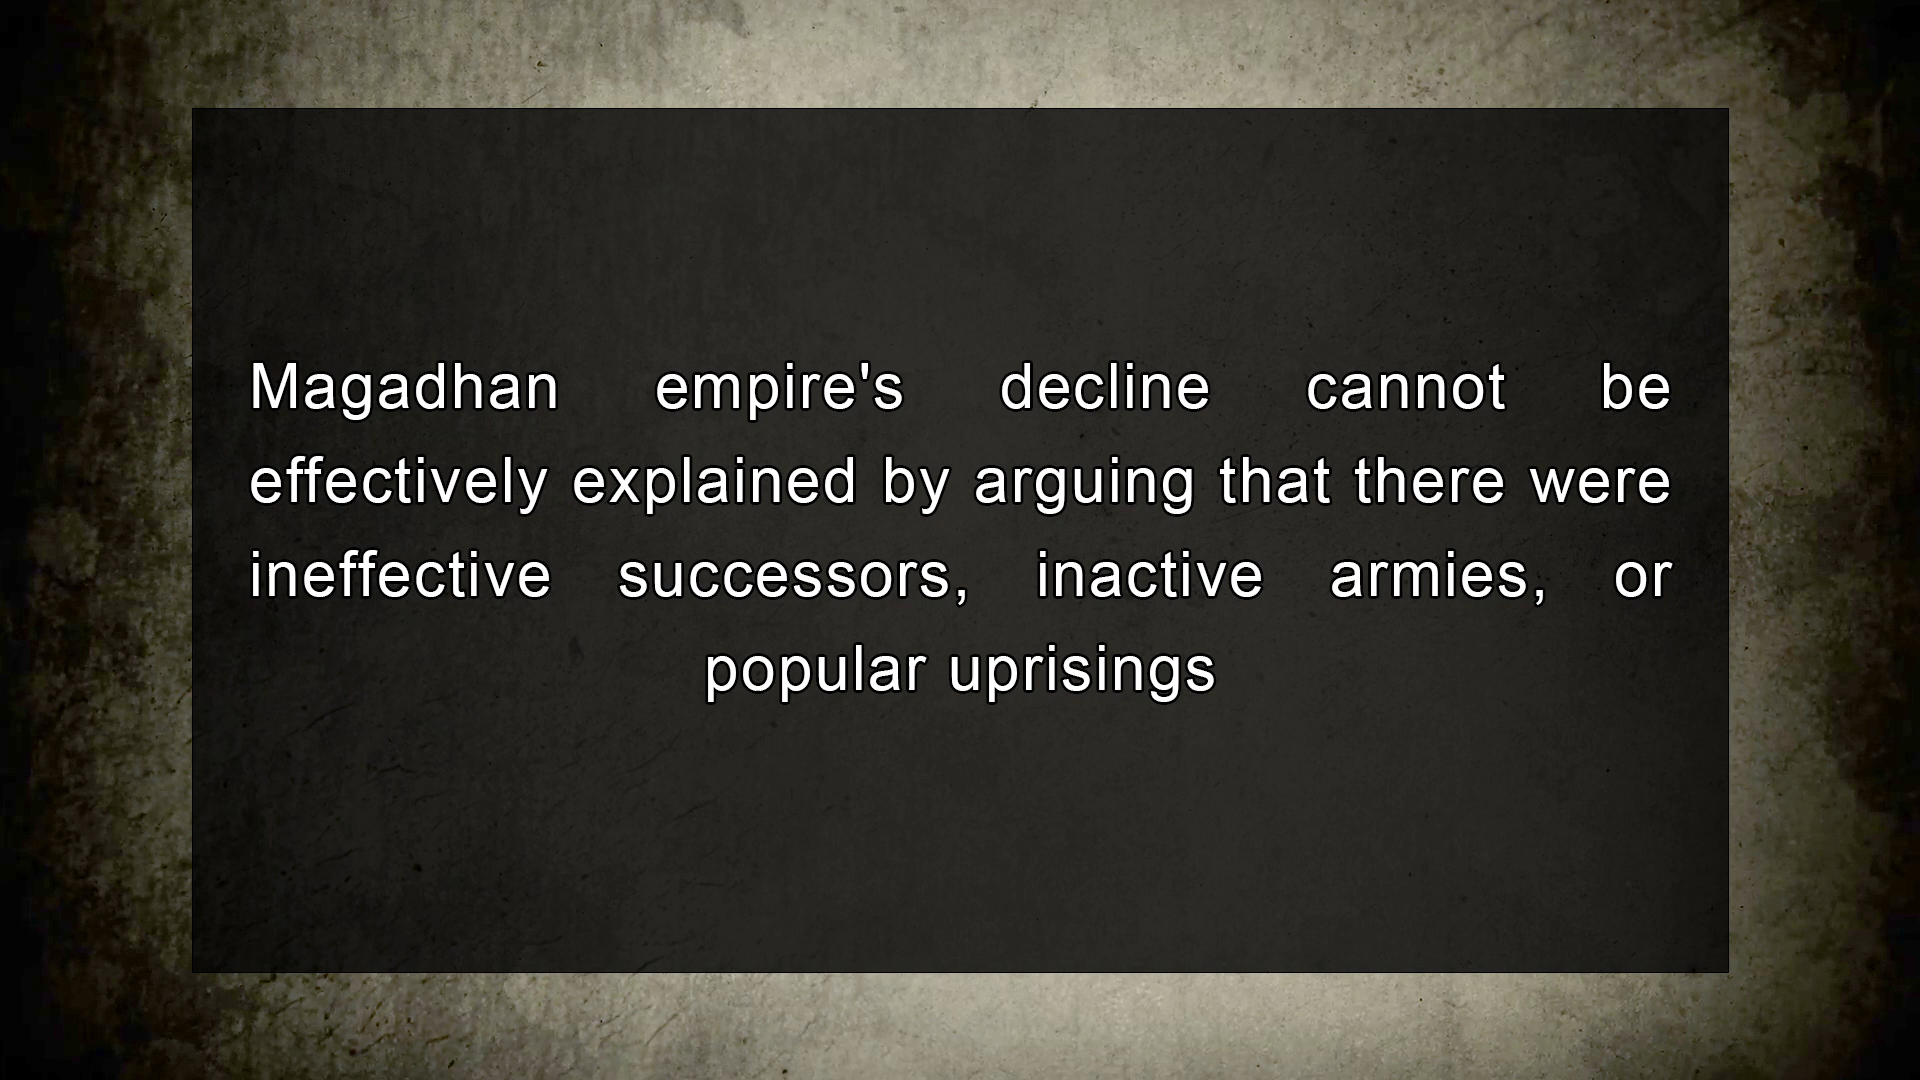 Magadhan empire's decline cannot be
effectively explained by arguing that there were
ineffective successors, inactive armies, or
popular uprisings